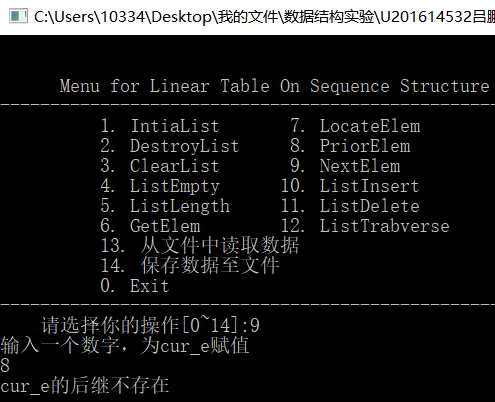 C:\Users\10334\Desktop\我的文件\数据结构实验\U201614532吕鹏
Menu for Linear Table On Sequence Structure
1. IntiaList 7. LocateElem
2. DestroyList 8. PriorElem
3. ClearList 9. NextElem
4. ListEmpty 10. ListInsert
5. ListLength 11. ListDelete
6. GetElem 12. ListTrabverse
13. 从文件中读取数据
14. 保存数据至文件
0. Exit
请选择你的操作[0~14]:9
输入一个数字，为cur_e赋值
8
cur_e的后继不存在